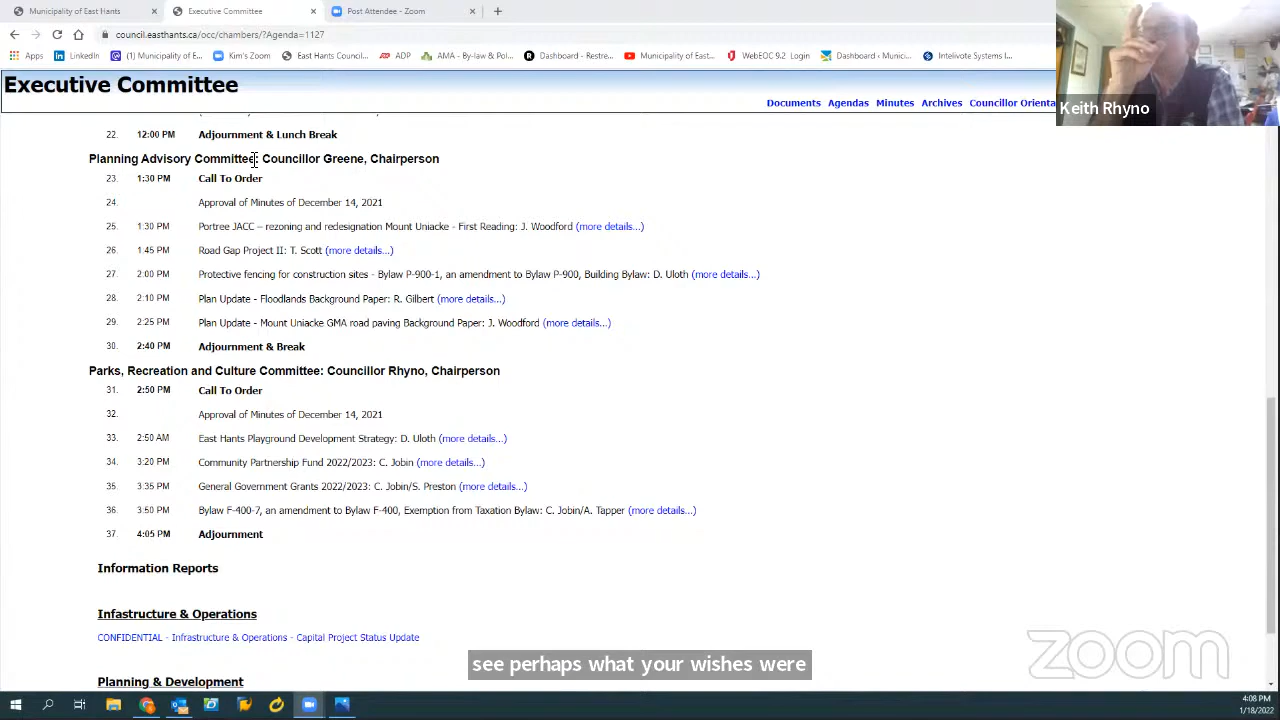 Municipality of East Hants
Executive Committee
Post Attendee - Zoom
council.easthants.ca/occ/chambers/?Agenda=1127
Apps
LinkedIn
(1) Municipality of E...
Kim's Zoom
East Hants Council...
ADP
AMA - By-law & Pol...
Dashboard - Restre...
Municipality of East...
WebEOC 9.2 Login
Dashboard ‹ Munici...
Intelivote Systems I...
Executive Committee
Documents Agendas Minutes Archives Councillor Orienta
Keith Rhyno
22. 12:00 PM Adjournment & Lunch Break
Planning Advisory Committee: Councillor Greene, Chairperson
23. 1:30 PM Call To Order
24. Approval of Minutes of December 14, 2021
25. 1:30 PM Portree JACC – rezoning and redesignation Mount Uniacke - First Reading: J. Woodford (more details...)
26. 1:45 PM Road Gap Project II: T. Scott (more details...)
27. 2:00 PM Protective fencing for construction sites - Bylaw P-900-1, an amendment to Bylaw P-900, Building Bylaw: D. Uloth (more details...)
28. 2:10 PM Plan Update - Floodlands Background Paper: R. Gilbert (more details...)
29. 2:25 PM Plan Update - Mount Uniacke GMA road paving Background Paper: J. Woodford (more details...)
30. 2:40 PM Adjournment & Break
Parks, Recreation and Culture Committee: Councillor Rhyno, Chairperson
31. 2:50 PM Call To Order
32. Approval of Minutes of December 14, 2021
33. 2:50 AM East Hants Playground Development Strategy: D. Uloth (more details...)
34. 3:20 PM Community Partnership Fund 2022/2023: C. Jobin (more details...)
35. 3:35 PM General Government Grants 2022/2023: C. Jobin/S. Preston (more details...)
36. 3:50 PM Bylaw F-400-7, an amendment to Bylaw F-400, Exemption from Taxation Bylaw: C. Jobin/A. Tapper (more details...)
37. 4:05 PM Adjournment
Information Reports
Infastructure & Operations
CONFIDENTIAL - Infrastructure & Operations - Capital Project Status Update
Planning & Development
zoom
see perhaps what your wishes were
4:08 PM
1/18/2022